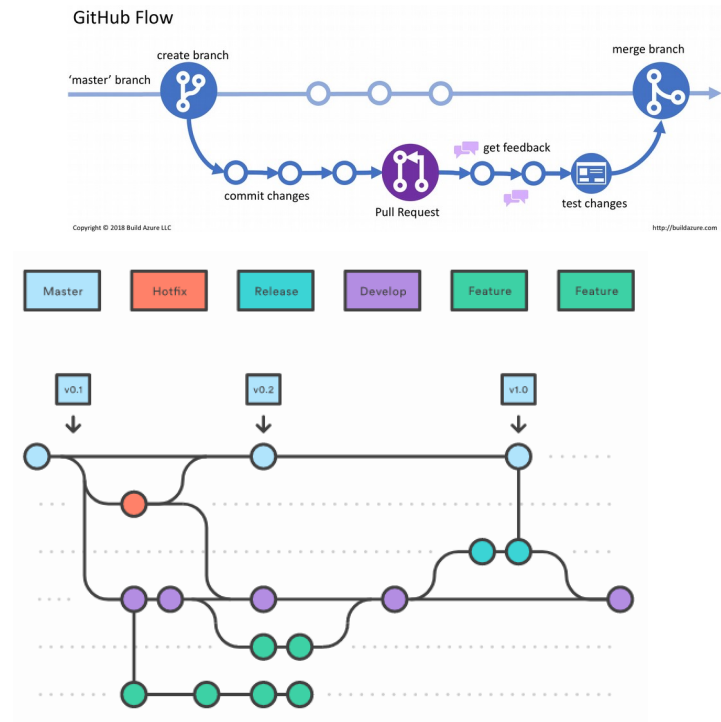 GitHub Flow
create branch
merge branch
'master' branch
get feedback
commit changes
Pull Request
test changes
Copyright © 2018 Build Azure LLC
http://buildazure.com
Master
Hotfix
Release
Develop
Feature
Feature
v0.1
v0.2
v1.0